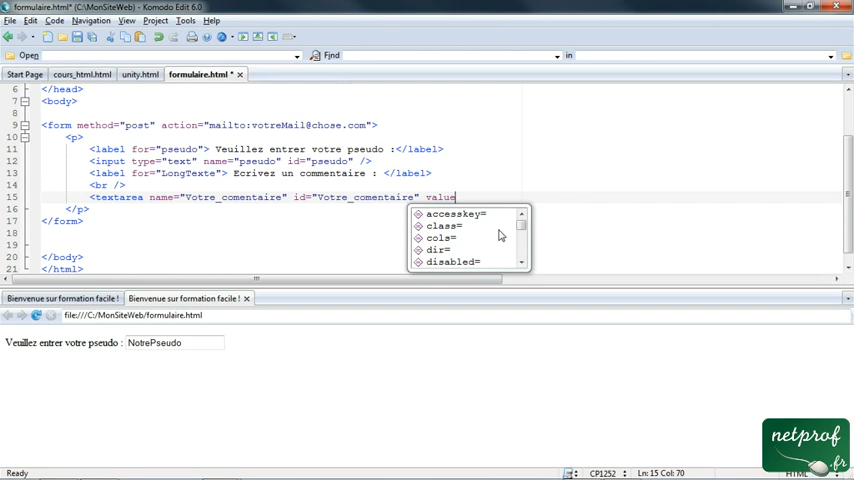 formulaire.html* (C:\MonSiteWeb) - Komodo Edit 6.0
File Edit Code Navigation View Project Tools Help
Open Find in
Start Page cours_html.html unity.html formulaire.html *
6 </head>
7 <body>
8
9 <form method="post" action="mailto:votreMail@chose.com">
10 <p>
11 <label for="pseudo"> Veuillez entrer votre pseudo :</label>
12 <input type="text" name="pseudo" id="pseudo" />
13 <label for="LongTexte"> Ecrivez un commentaire : </label>
14 <br />
15 <textarea name="Votre_comentaire" id="Votre_comentaire" value
16 </p>
17 </form>
18
19
20 </body>
21 </html>
accesskey=
class=
cols=
dir=
disabled=
Bienvenue sur formation facile ! Bienvenue sur formation facile !
file:///C:/MonSiteWeb/formulaire.html
Veuillez entrer votre pseudo : NotrePseudo
netprof
.fr
Ready CP1252 Ln: 15 Col: 70 HTML